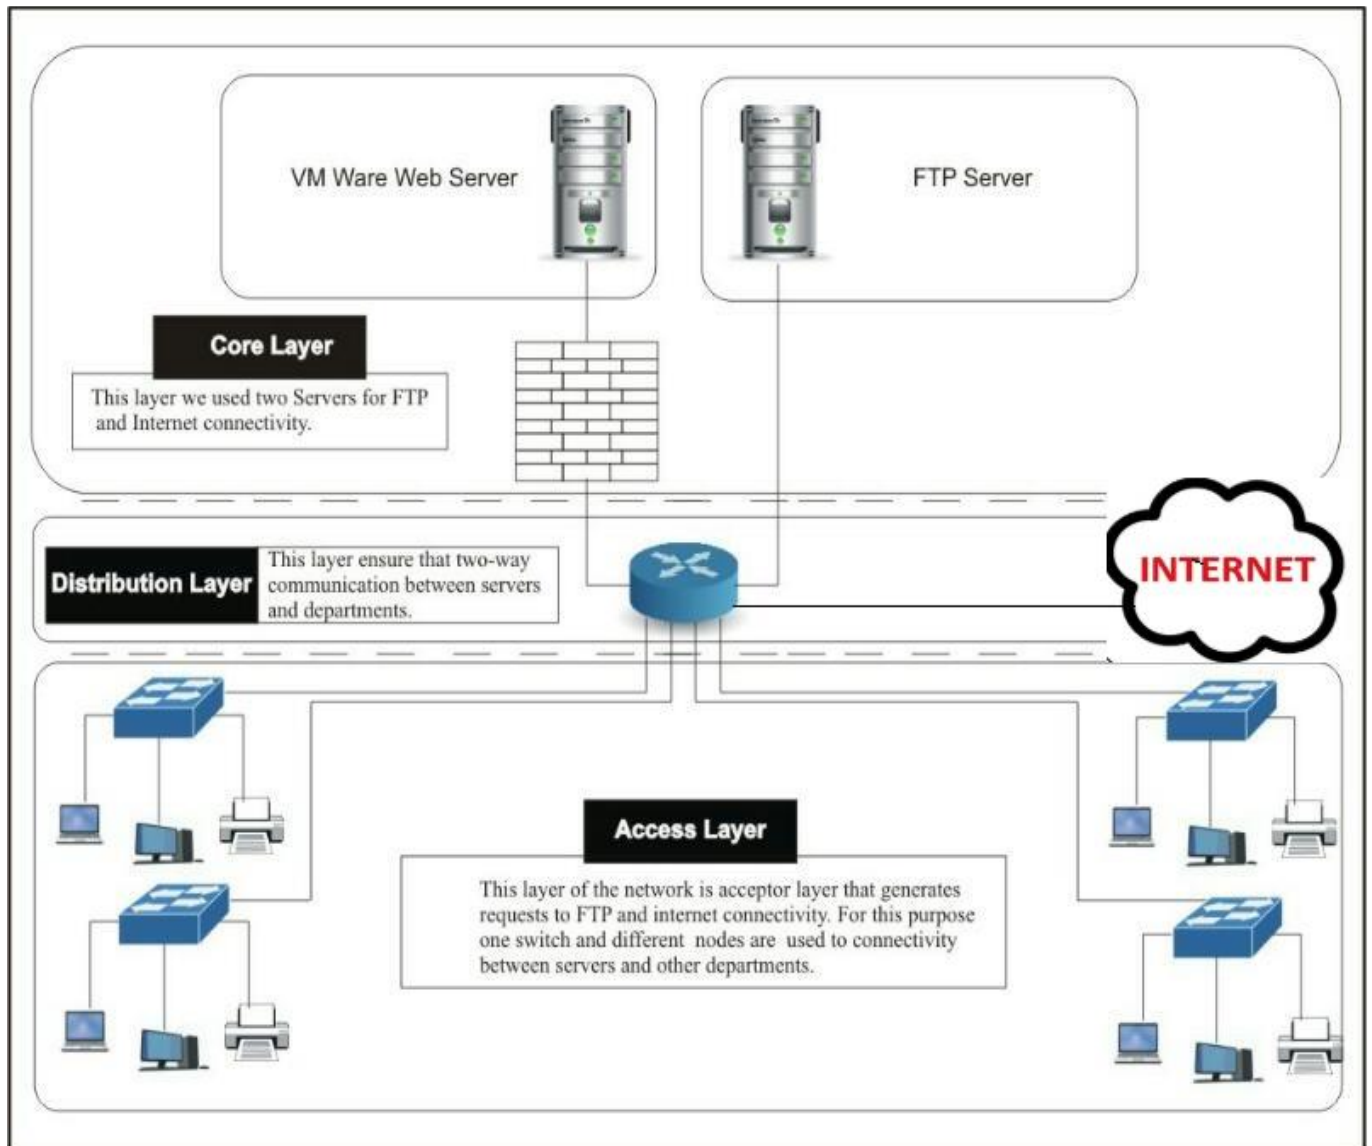 VM Ware Web Server
FTP Server
Core Layer
This layer we used two Servers for FTP
and Internet connectivity.
INTERNET
Distribution Layer
This layer ensure that two-way
communication between servers
and departments.
Access Layer
This layer of the network is acceptor layer that generates
requests to FTP and internet connectivity. For this purpose
one switch and different nodes are used to connectivity
between servers and other departments.